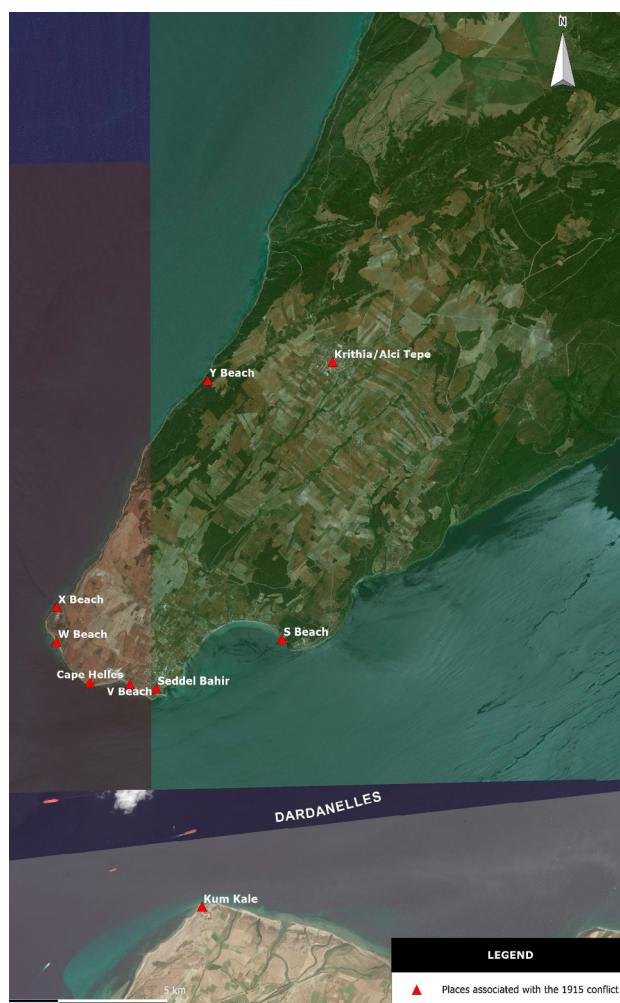 N
Krithia/Alci Tepe
Y Beach
X Beach
S Beach
W Beach
Cape Helles
Seddel Bahir
V Beach
DARDANELLES
Kum Kale
LEGEND
5 km
Places associated with the 1915 conflict